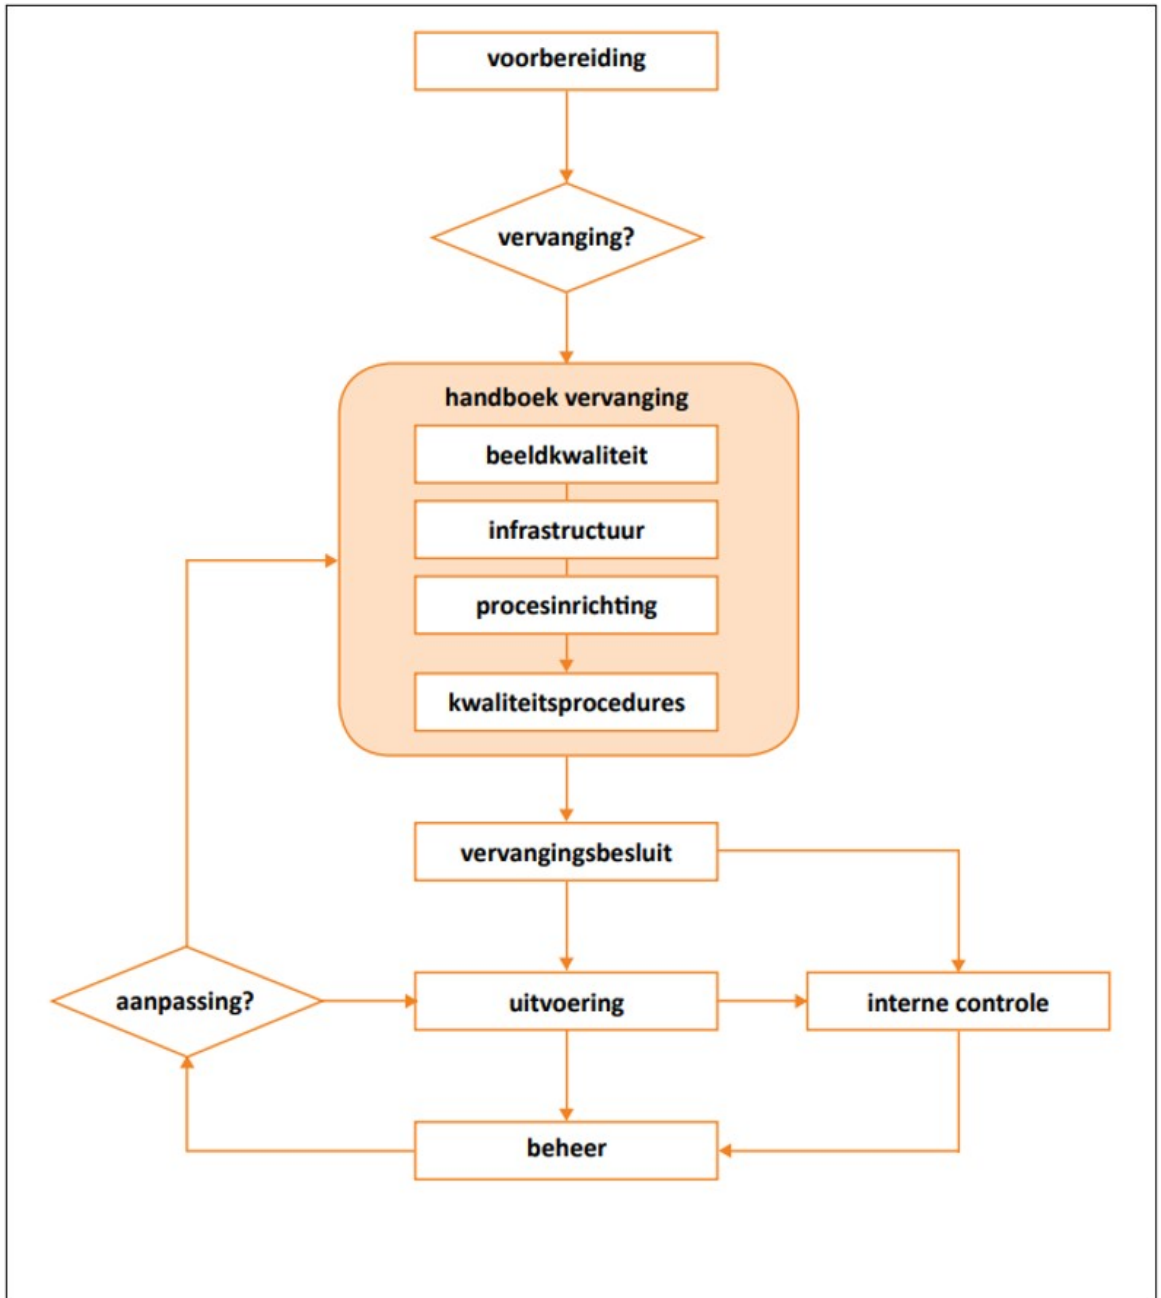 voorbereiding
vervanging?
handboek vervanging
beeldkwaliteit
infrastructuur
procesinrichting
kwaliteitsprocedures
vervangingsbesluit
aanpassing?
uitvoering
interne controle
beheer